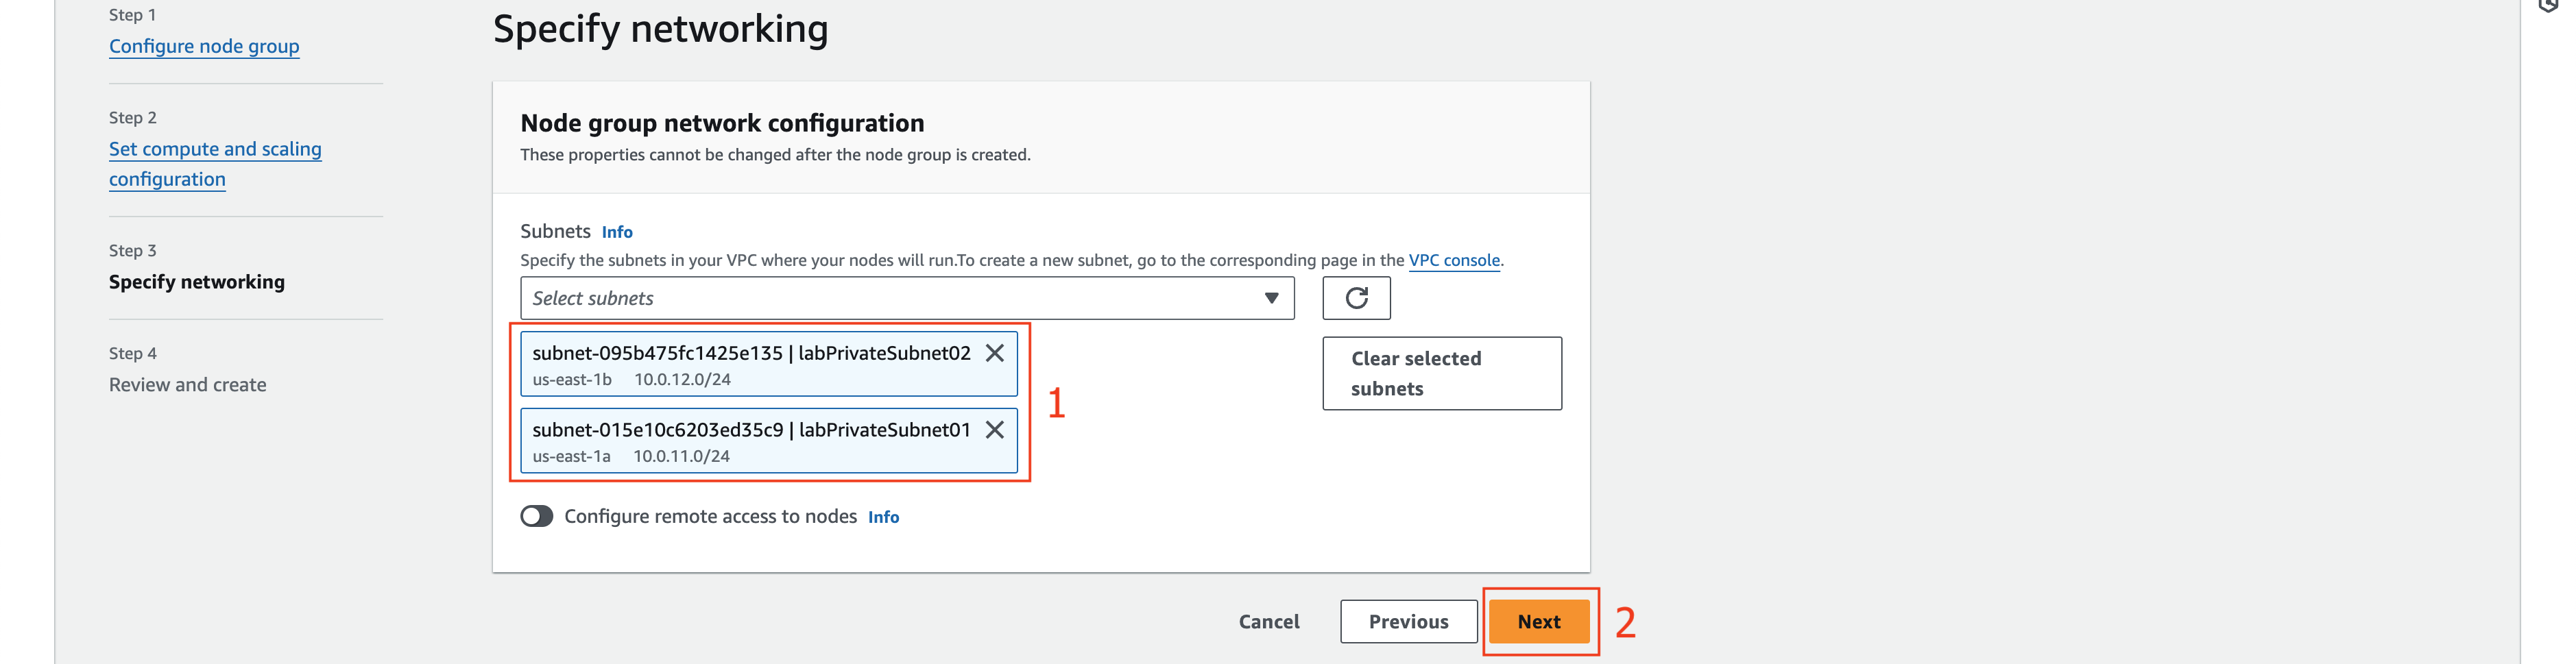 Step 1
Configure node group
Step 2
Set compute and scaling
configuration
Step 3
Specify networking
Step 4
Review and create
Specify networking
Node group network configuration
These properties cannot be changed after the node group is created.
Subnets Info
Specify the subnets in your VPC where your nodes will run.To create a new subnet, go to the corresponding page in the VPC console.
Select subnets
subnet-095b475fc1425e135 | labPrivateSubnet02
us-east-1b 10.0.12.0/24
subnet-015e10c6203ed35c9 | labPrivateSubnet01
us-east-1a 10.0.11.0/24
1
Clear selected
subnets
Configure remote access to nodes Info
Cancel Previous Next 2